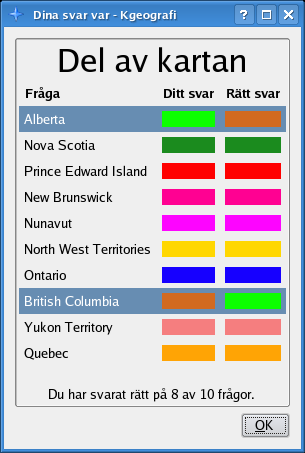 Dina svar var - Kgeografi
Del av kartan
Fråga Ditt svar Rätt svar
Alberta
Nova Scotia
Prince Edward Island
New Brunswick
Nunavut
North West Territories
Ontario
British Columbia
Yukon Territory
Quebec
Du har svarat rätt på 8 av 10 frågor.
OK